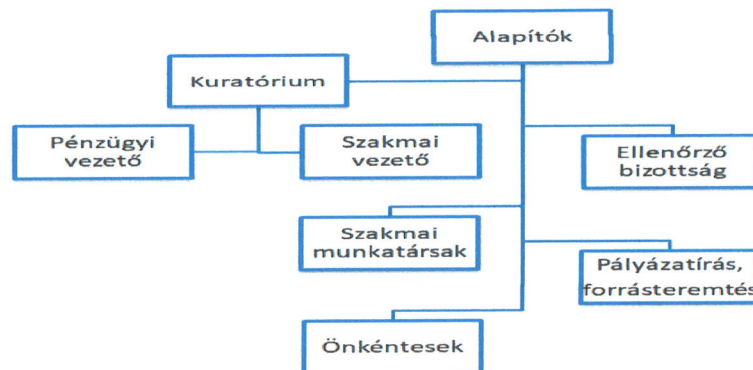 Alapítók
Kuratórium
Pénzügyi
vezető
Szakmai
vezető
Ellenőrző
bizottság
Szakmai
munkatársak
Pályázatírás,
forrásteremtés
Önkéntesek